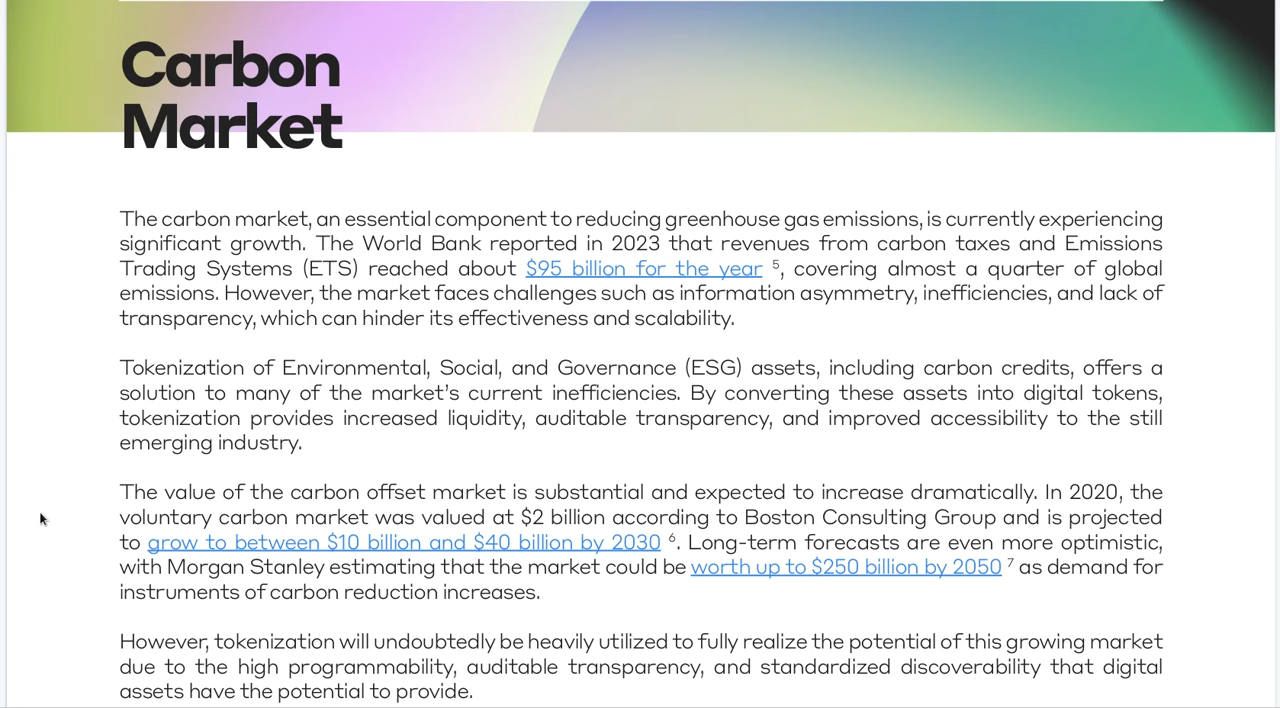 Carbon
Market
The carbon market, an essential component to reducing greenhouse gas emissions, is currently experiencing
significant growth. The World Bank reported in 2023 that revenues from carbon taxes and Emissions
Trading Systems (ETS) reached about $95 billion for the year ⁵, covering almost a quarter of global
emissions. However, the market faces challenges such as information asymmetry, inefficiencies, and lack of
transparency, which can hinder its effectiveness and scalability.
Tokenization of Environmental, Social, and Governance (ESG) assets, including carbon credits, offers a
solution to many of the market’s current inefficiencies. By converting these assets into digital tokens,
tokenization provides increased liquidity, auditable transparency, and improved accessibility to the still
emerging industry.
The value of the carbon offset market is substantial and expected to increase dramatically. In 2020, the
voluntary carbon market was valued at $2 billion according to Boston Consulting Group and is projected
to grow to between $10 billion and $40 billion by 2030 ⁶. Long-term forecasts are even more optimistic,
with Morgan Stanley estimating that the market could be worth up to $250 billion by 2050 ⁷ as demand for
instruments of carbon reduction increases.
However, tokenization will undoubtedly be heavily utilized to fully realize the potential of this growing market
due to the high programmability, auditable transparency, and standardized discoverability that digital
assets have the potential to provide.